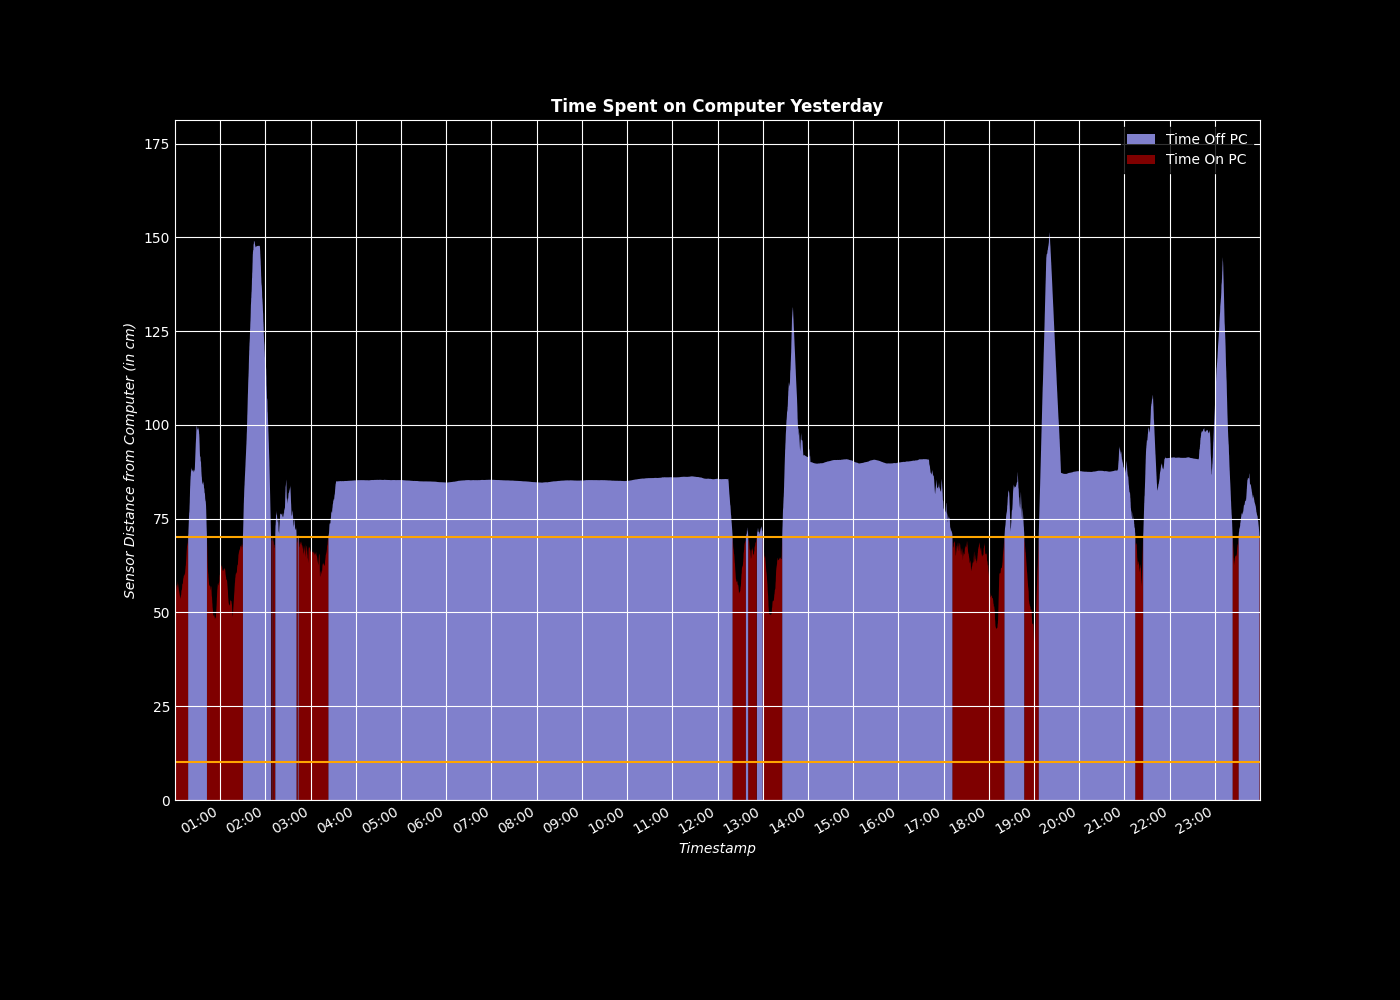 Time Spent on Computer Yesterday
Time Off PC
Time On PC
175
150
125
100
75
50
25
0
Sensor Distance from Computer (in cm)
01:00 02:00 03:00 04:00 05:00 06:00 07:00 08:00 09:00 10:00 11:00 12:00 13:00 14:00 15:00 16:00 17:00 18:00 19:00 20:00 21:00 22:00 23:00
Timestamp